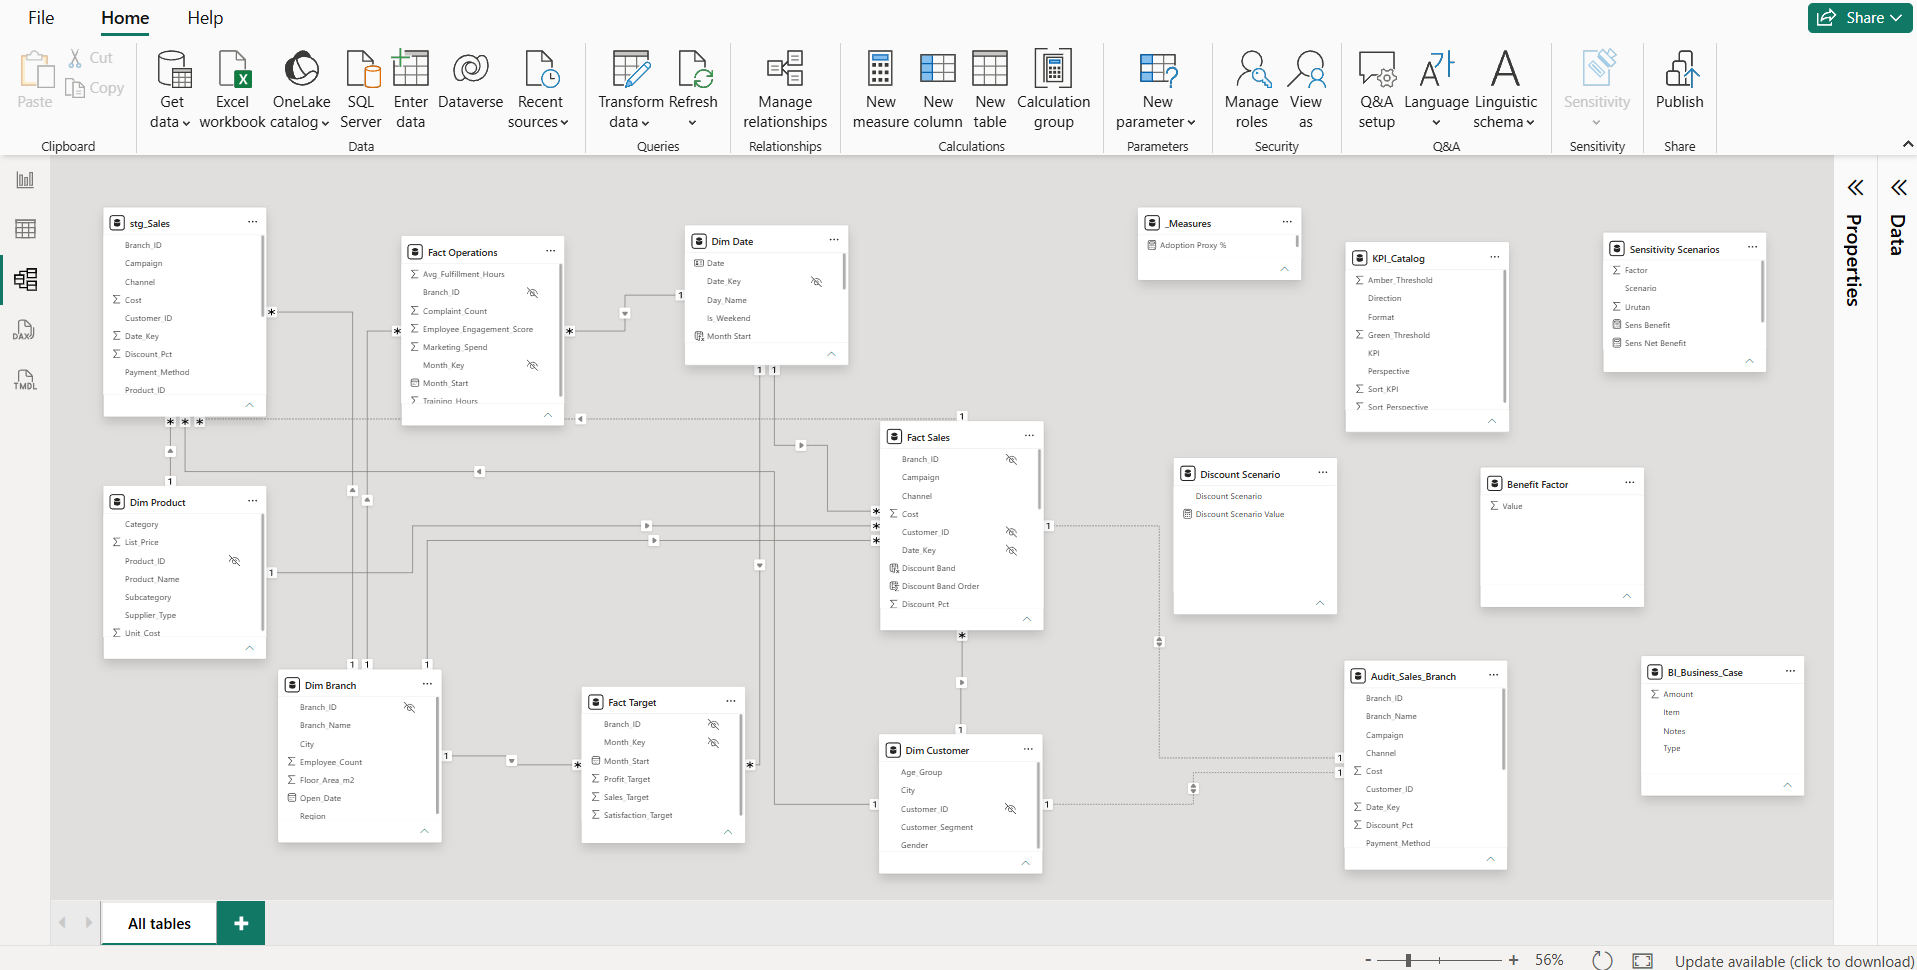 File
Home
Help
Share
Paste
Cut
Copy
Clipboard
Get data
Excel workbook
OneLake catalog
SQL Server
Enter data
Dataverse
Recent sources
Data
Transform data
Refresh
Queries
Manage relationships
Relationships
New measure
New column
New table
Calculation group
Calculations
New parameter
Parameters
Manage roles
View as
Security
Q&A setup
Language
Linguistic schema
Q&A
Sensitivity
Sensitivity
Publish
Share
DAX
TMDL
stg_Sales
Branch_ID
Campaign
Channel
Cost
Customer_ID
Date_Key
Discount_Pct
Payment_Method
Product_ID
Fact Operations
Avg_Fulfillment_Hours
Branch_ID
Complaint_Count
Employee_Engagement_Score
Marketing_Spend
Month_Key
Month_Start
Training_Hours
Dim Date
Date
Date_Key
Day_Name
Is_Weekend
Month Start
_Measures
Adoption Proxy %
KPI_Catalog
Amber_Threshold
Direction
Format
Green_Threshold
KPI
Perspective
Sort_KPI
Sort_Perspective
Sensitivity Scenarios
Factor
Scenario
Urutan
Sens Benefit
Sens Net Benefit
Dim Product
Category
List_Price
Product_ID
Product_Name
Subcategory
Supplier_Type
Unit_Cost
Fact Sales
Branch_ID
Campaign
Channel
Cost
Customer_ID
Date_Key
Discount Band
Discount Band Order
Discount_Pct
Discount Scenario
Discount Scenario
Discount Scenario Value
Benefit Factor
Value
Dim Branch
Branch_ID
Branch_Name
City
Employee_Count
Floor_Area_m2
Open_Date
Region
Fact Target
Branch_ID
Month_Key
Month_Start
Profit_Target
Sales_Target
Satisfaction_Target
Dim Customer
Age_Group
City
Customer_ID
Customer_Segment
Gender
Audit_Sales_Branch
Branch_ID
Branch_Name
Campaign
Channel
Cost
Customer_ID
Date_Key
Discount_Pct
Payment_Method
BI_Business_Case
Amount
Item
Notes
Type
Properties
Data
All tables
+
- + 56%
Update available (click to download)